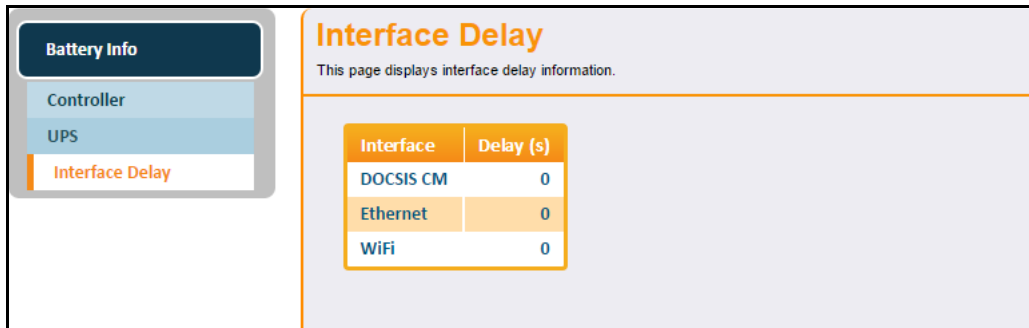 Battery Info
Controller
UPS
Interface Delay
Interface Delay
This page displays interface delay information.
Interface Delay (s)
DOCSIS CM 0
Ethernet 0
WiFi 0